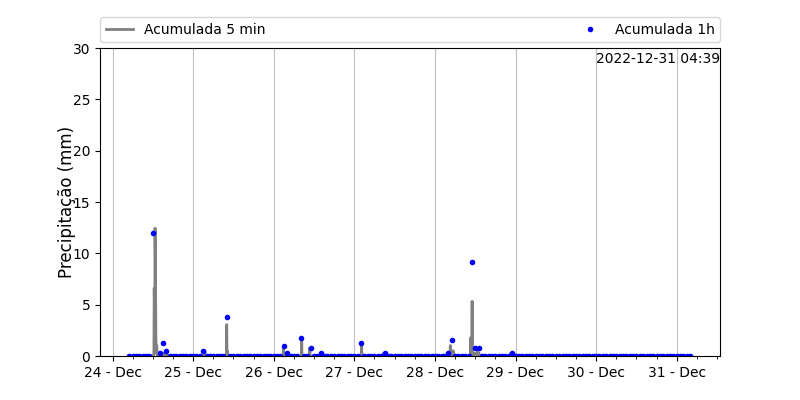 Acumulada 5 min
Acumulada 1h
2022-12-31 04:39
Precipitação (mm)
30
25
20
15
10
5
0
24 - Dec
25 - Dec
26 - Dec
27 - Dec
28 - Dec
29 - Dec
30 - Dec
31 - Dec